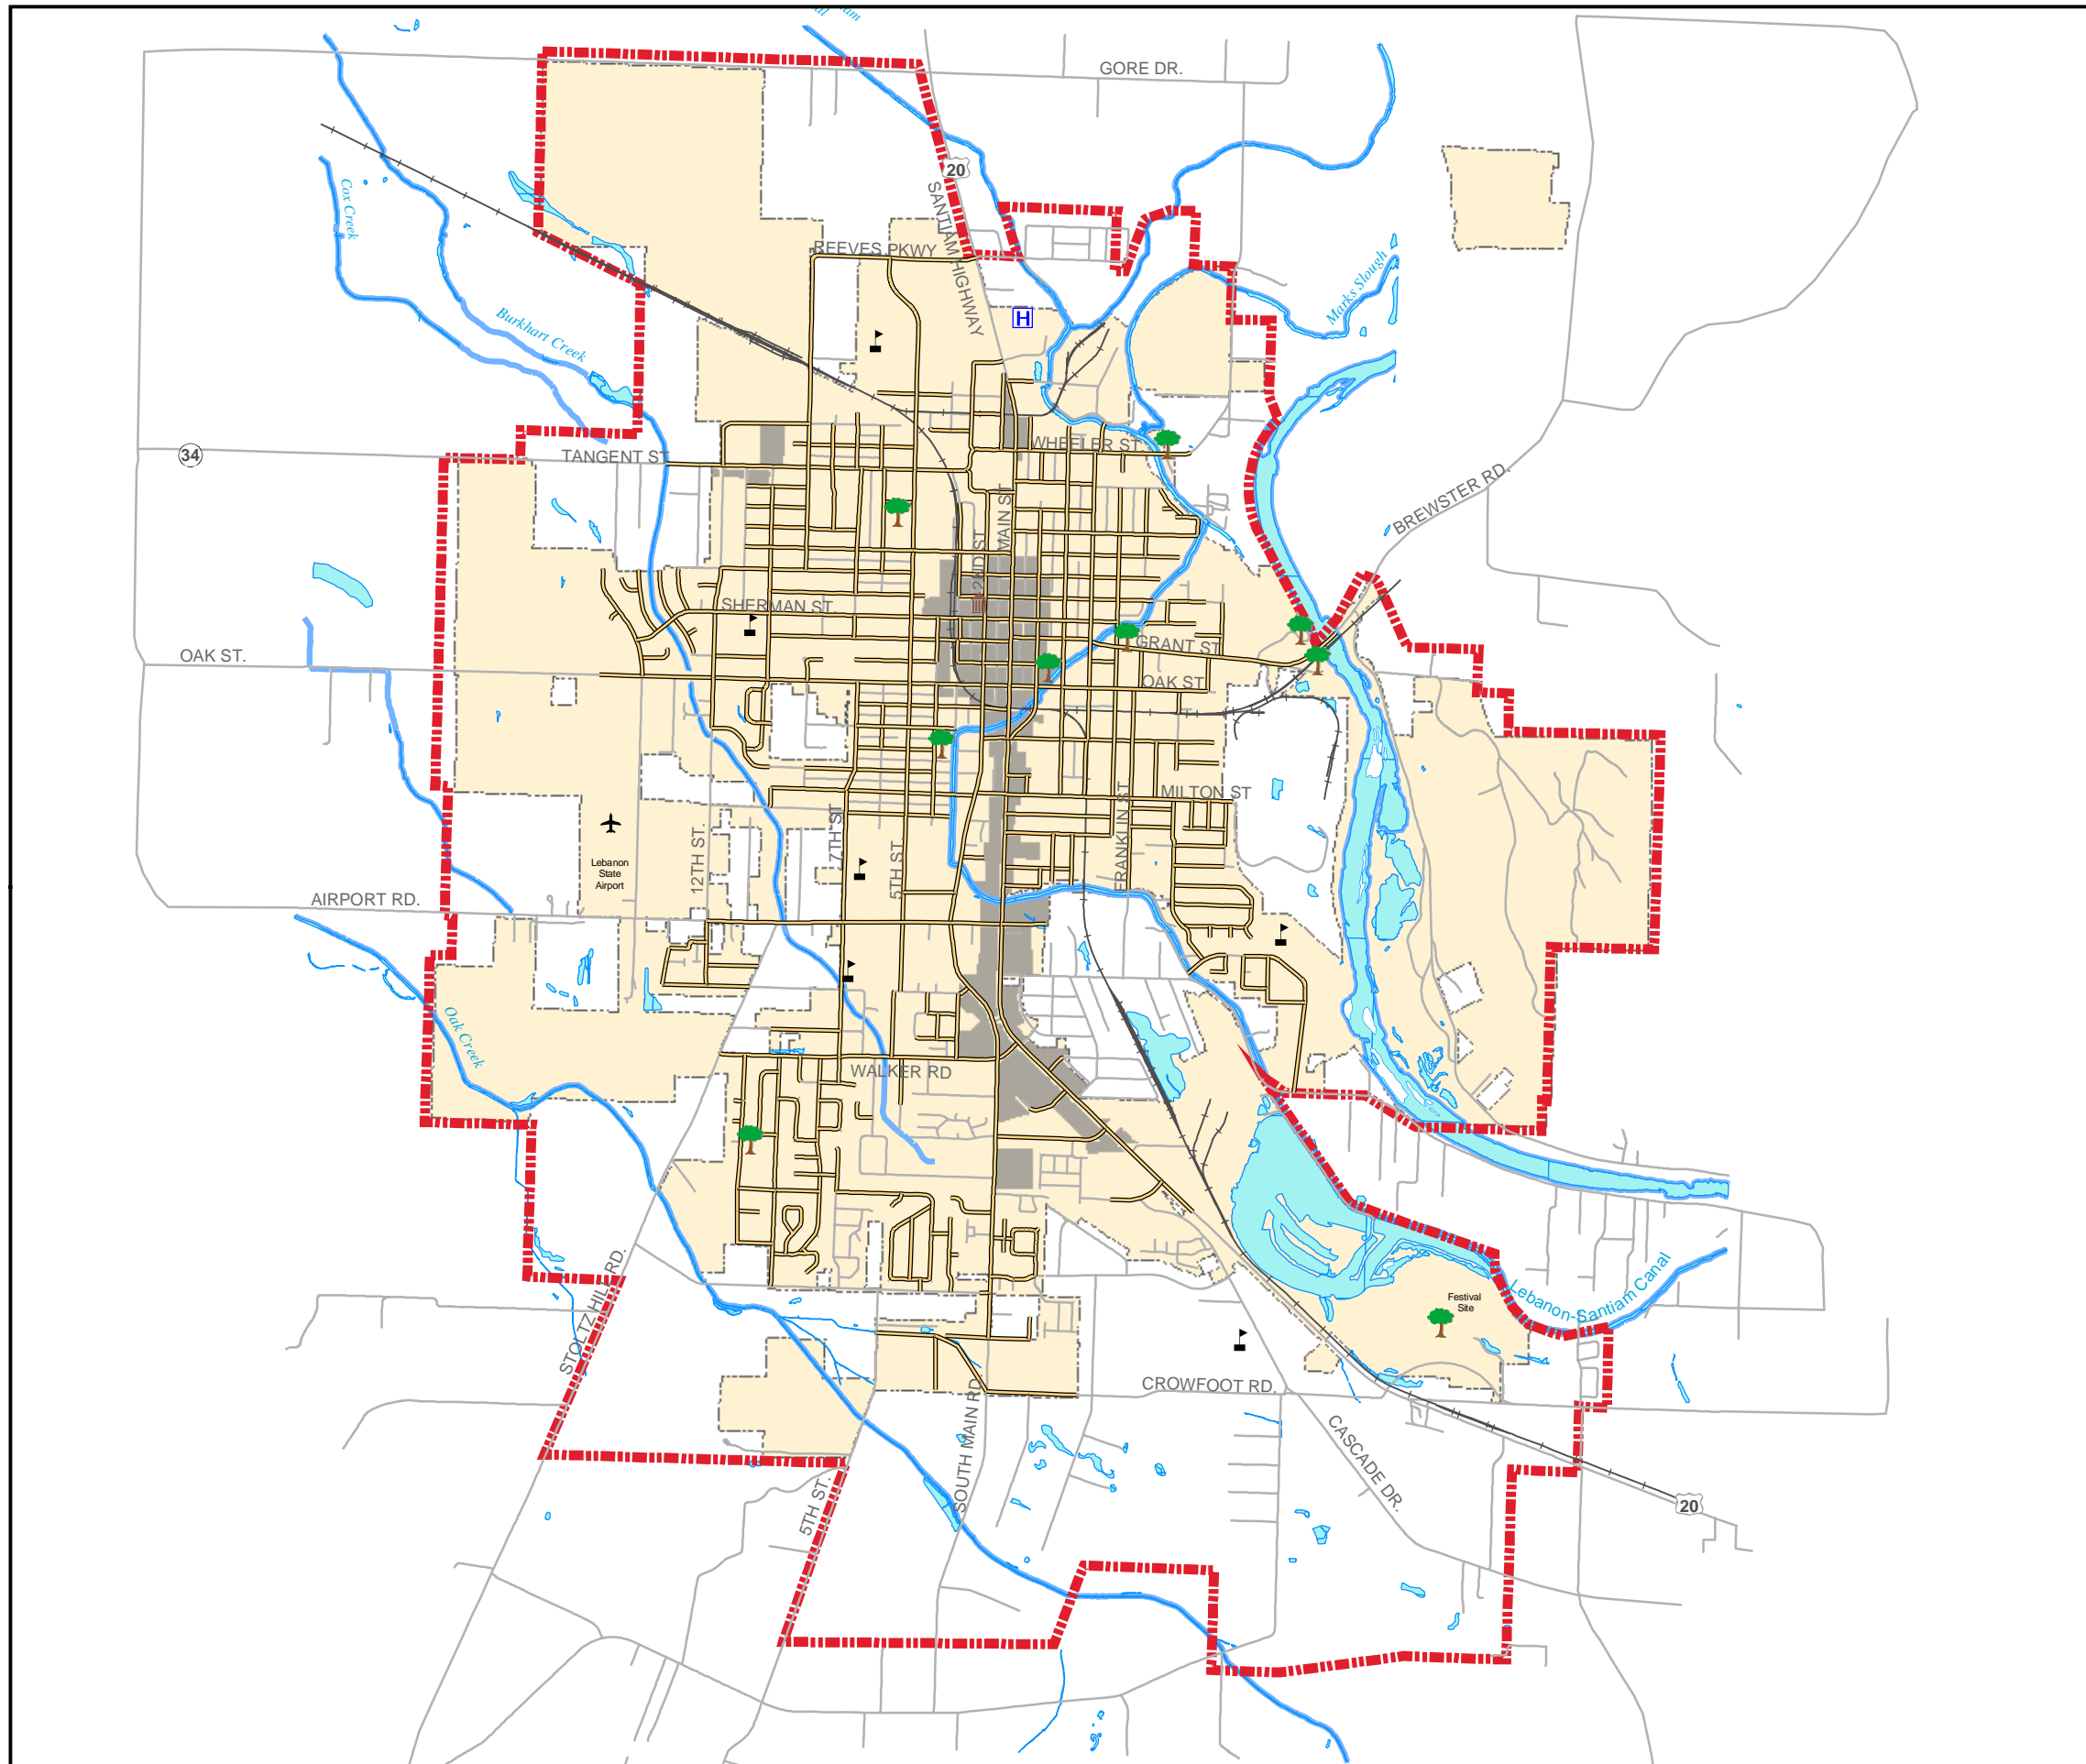 GORE DR.
20
Cox Creek
SANTIAM HIGHWAY
REEVES PKWY
Marks Slough
H
Burkhart Creek
WHEELER ST
34
TANGENT ST
BREWSTER RD.
MAIN ST
2ND ST
SHERMAN ST.
GRANT ST
OAK ST.
OAK ST
MILTON ST
FRANKLIN ST
7TH ST
12TH ST.
5TH ST
Lebanon
State
Airport
AIRPORT RD.
Oak Creek
WALKER RD
STOLTZ HILL RD.
Lebanon-Santiam Canal
Festival
Site
CROWFOOT RD.
SOUTH MAIN RD.
CASCADE DR.
5TH ST.
20